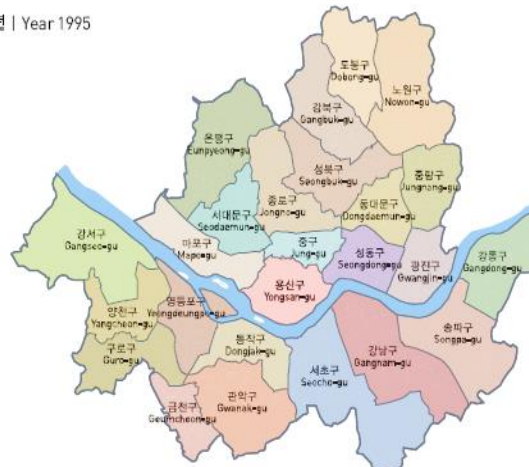 년 | Year 1995
도봉구
Dobong-gu
노원구
Nowon-gu
강북구
Gangbuk-gu
은평구
Eunpyeong-gu
성북구
Seongbuk-gu
중랑구
Jungnang-gu
종로구
Jongno-gu
서대문구
Seodaemun-gu
동대문구
Dongdaemun-gu
강서구
Gangseo-gu
마포구
Mapo-gu
중구
Jung-gu
성동구
Seongdong-gu
광진구
Gwangjin-gu
강동구
Gangdong-gu
용산구
Yongsan-gu
양천구
Yangcheon-gu
영등포구
Yeongdeungpo-gu
송파구
Songpa-gu
동작구
Dongjak-gu
구로구
Guro-gu
강남구
Gangnam-gu
서초구
Seocho-gu
금천구
Geumcheon-gu
관악구
Gwanak-gu